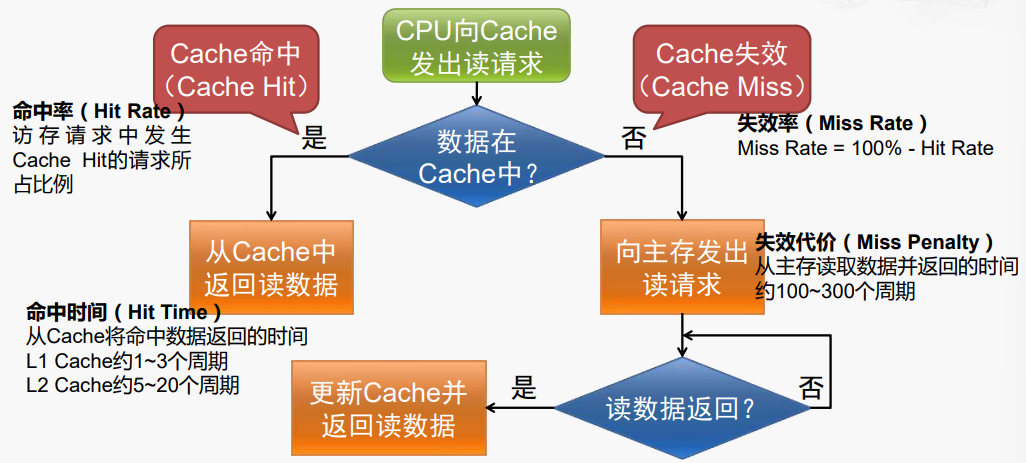 CPU向Cache
发出读请求
Cache命中
（Cache Hit）
Cache失效
（Cache Miss）
命中率（Hit Rate）
访存请求中发生
Cache Hit的请求所
占比例
是
数据在
Cache中？
否
失效率（Miss Rate）
Miss Rate = 100% - Hit Rate
从Cache中
返回读数据
向主存发出
读请求
失效代价（Miss Penalty）
从主存读取数据并返回的时间
约100~300个周期
命中时间（Hit Time）
从Cache将命中数据返回的时间
L1 Cache约1~3个周期
L2 Cache约5~20个周期
更新Cache并
返回读数据
是
读数据返回？
否